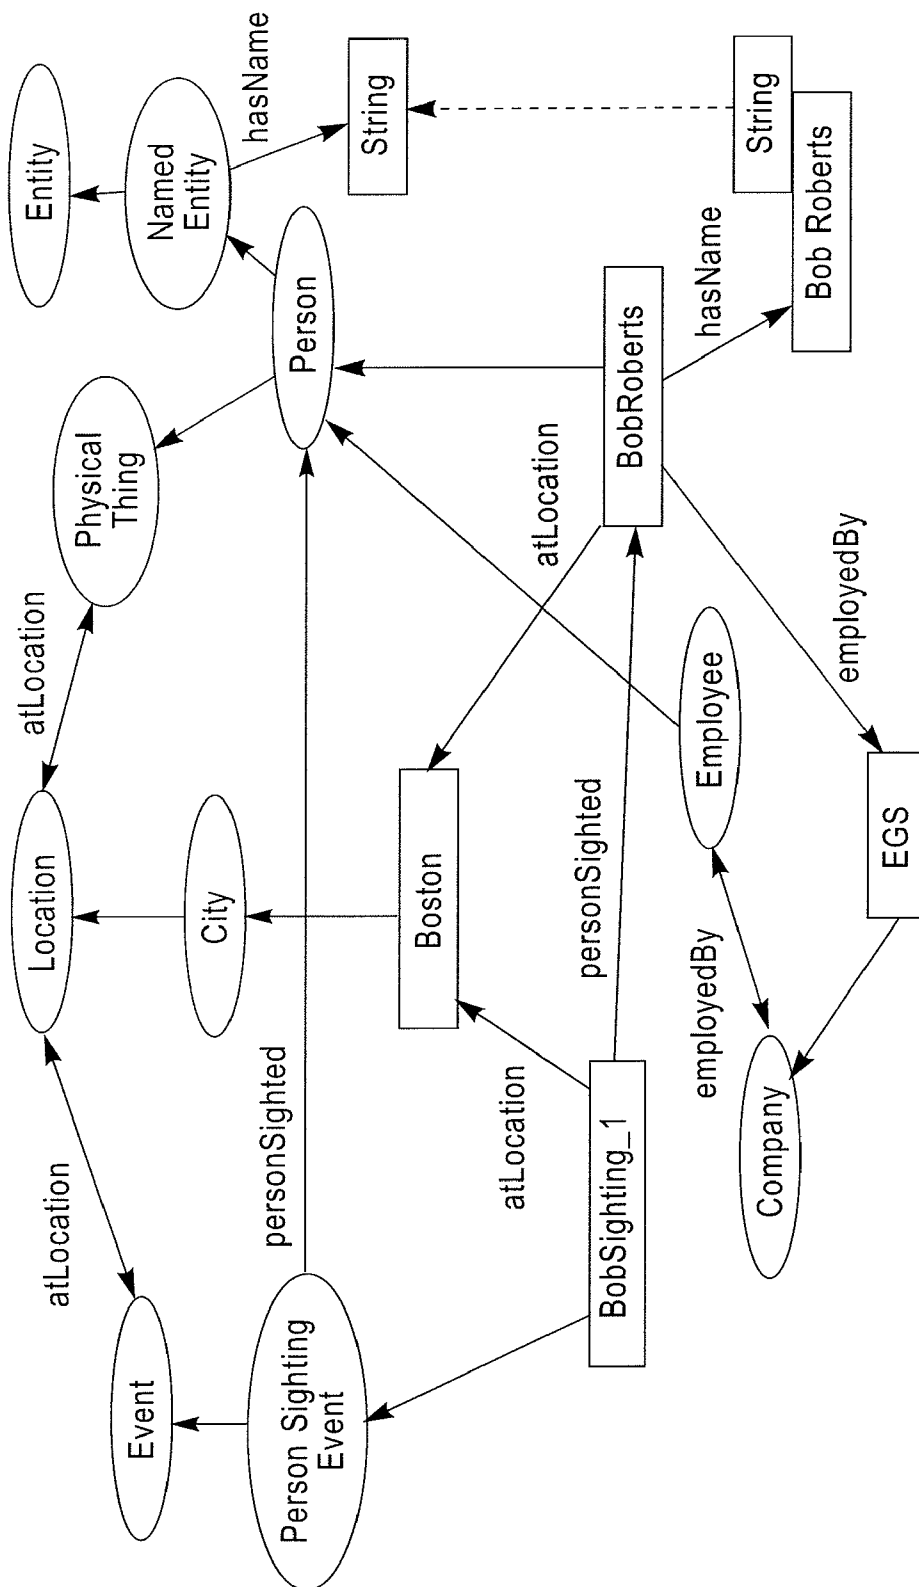 Entity
Named
Entity
hasName
String
String
Bob Roberts
hasName
Person
Physical
Thing
atLocation
BobRoberts
atLocation
employedBy
Location
City
Boston
personSighted
Employee
EGS
employedBy
Company
atLocation
personSighted
atLocation
BobSighting_1
Event
Person Sighting
Event